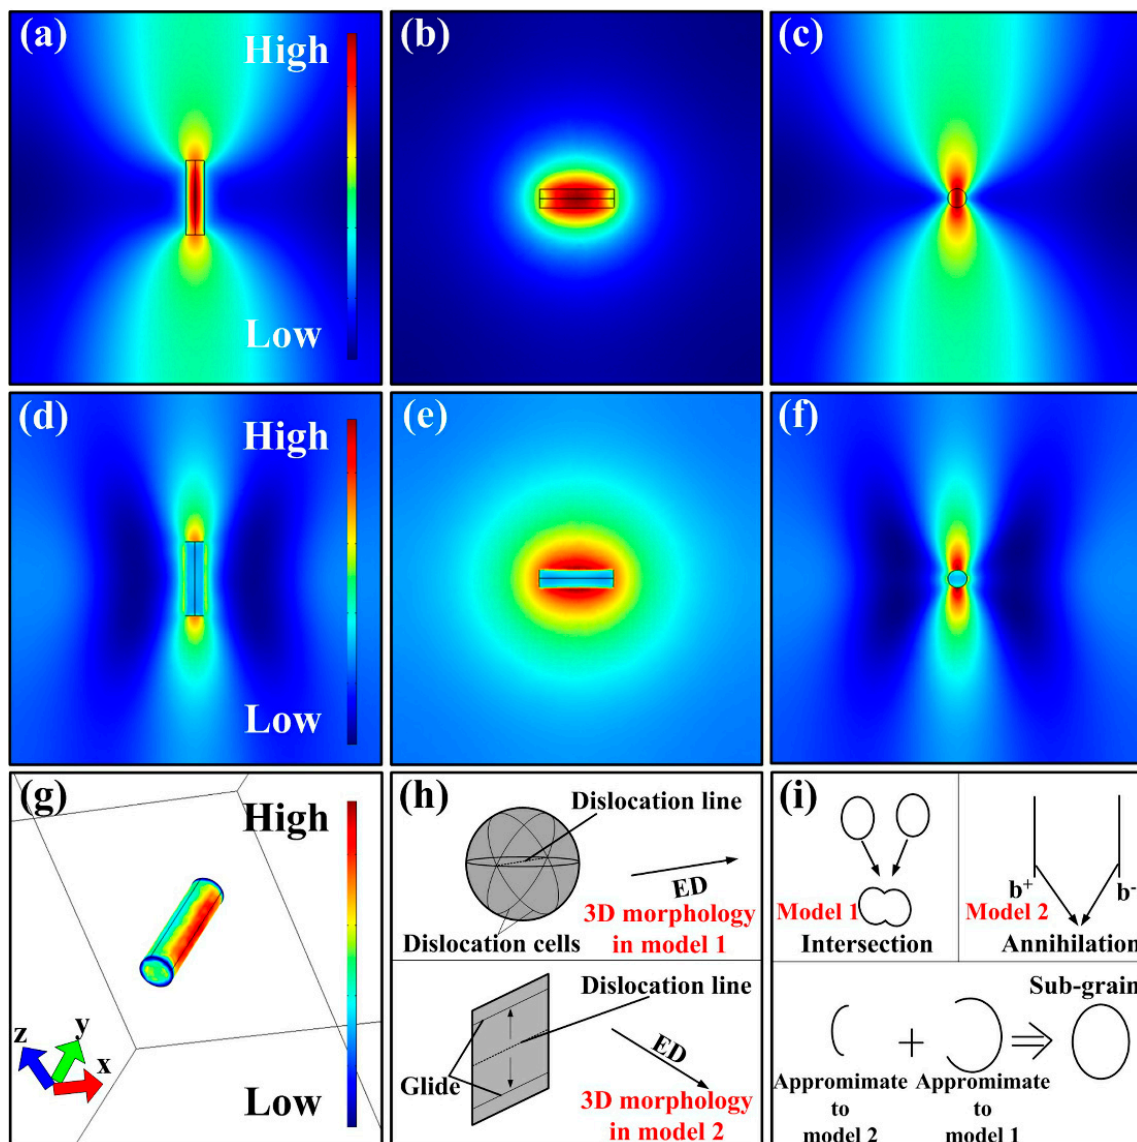 (a)
High
Low
(b)
(c)
(d)
High
Low
(e)
(f)
(g)
High
Low
z
y
x
(h)
Dislocation line
ED
3D morphology
in model 1
Dislocation cells
Dislocation line
ED
Glide
3D morphology
in model 2
(i)
Model 1
Intersection
b+
b-
Model 2
Annihilation
Sub-grain
+
Appromimate
to
model 2
Appromimate
to
model 1